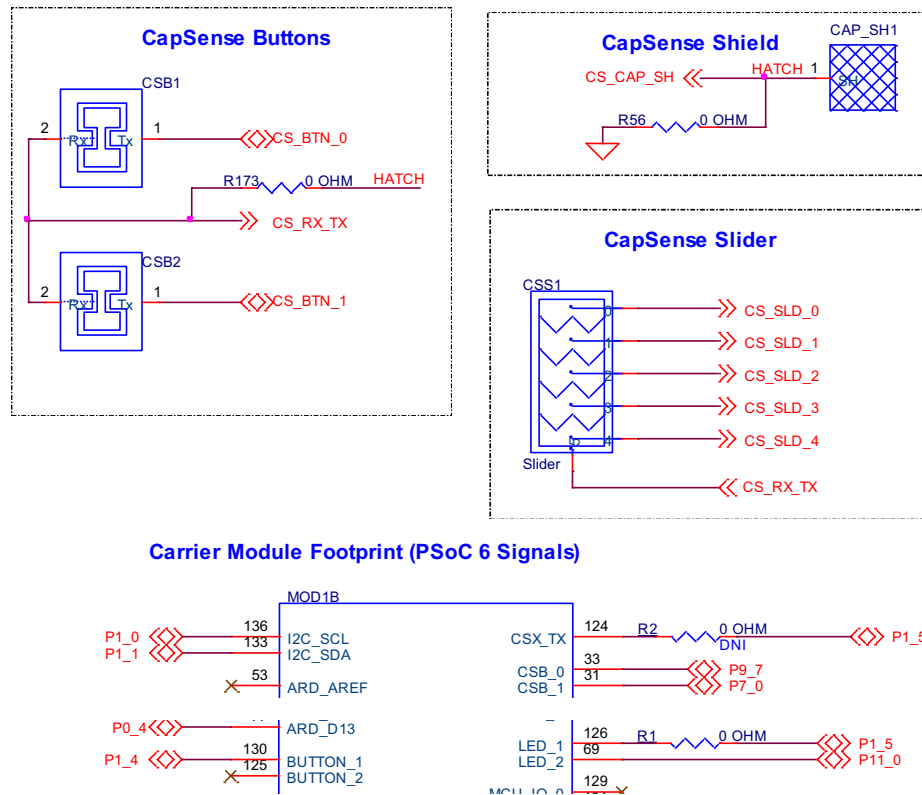 CapSense Buttons
CSB1
2 Rx Tx 1 CS_BTN_0
R173 0 OHM HATCH
CS_RX_TX
CSB2
2 Rx Tx 1 CS_BTN_1
CapSense Shield
CAP_SH1
CS_CAP_SH HATCH 1 SH
R56 0 OHM
CapSense Slider
CSS1
0 CS_SLD_0
1 CS_SLD_1
2 CS_SLD_2
3 CS_SLD_3
4 CS_SLD_4
Slider
CS_RX_TX
Carrier Module Footprint (PSoC 6 Signals)
MOD1B
P1_0 136 I2C_SCL CSX_TX 124 R2 0 OHM P1_5
DNI
P1_1 133 I2C_SDA
CSB_0 33 P9_7
53 ARD_AREF CSB_1 31 P7_0
P0_4 ARD_D13
LED_1 126 R1 0 OHM P1_5
P1_4 130 BUTTON_1 LED_2 69 P11_0
125 BUTTON_2
MCU_IO_0 129